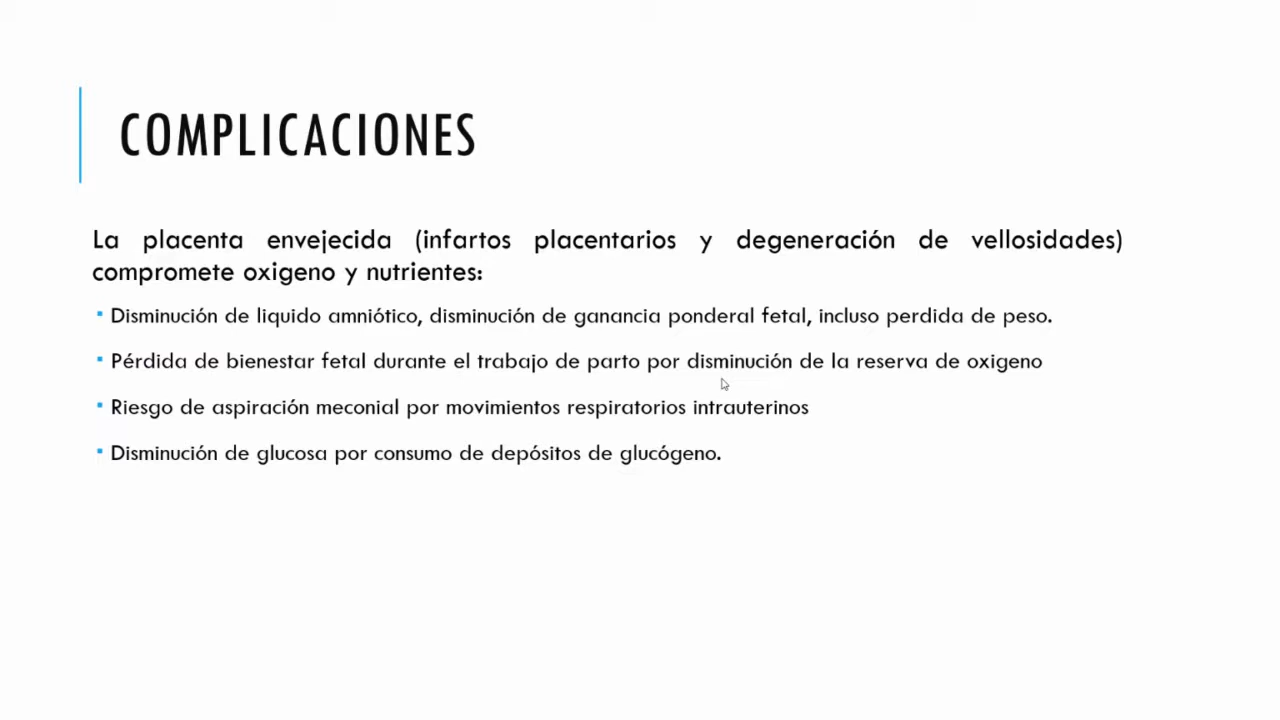 COMPLICACIONES
La placenta envejecida (infartos placentarios y degeneración de vellosidades)
compromete oxigeno y nutrientes:
▪ Disminución de liquido amniótico, disminución de ganancia ponderal fetal, incluso perdida de peso.
▪ Pérdida de bienestar fetal durante el trabajo de parto por disminución de la reserva de oxigeno
▪ Riesgo de aspiración meconial por movimientos respiratorios intrauterinos
▪ Disminución de glucosa por consumo de depósitos de glucógeno.